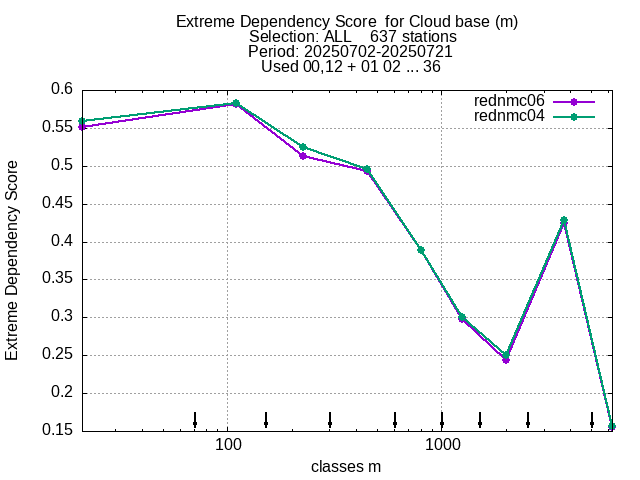 Extreme Dependency Score  for Cloud base (m)
Selection: ALL    637 stations
Period: 20250702-20250721
Used 00,12 + 01 02 ... 36
rednmc06
rednmc04
0.6
0.55
0.5
0.45
0.4
0.35
0.3
0.25
0.2
0.15
Extreme Dependency Score
100
1000
classes m